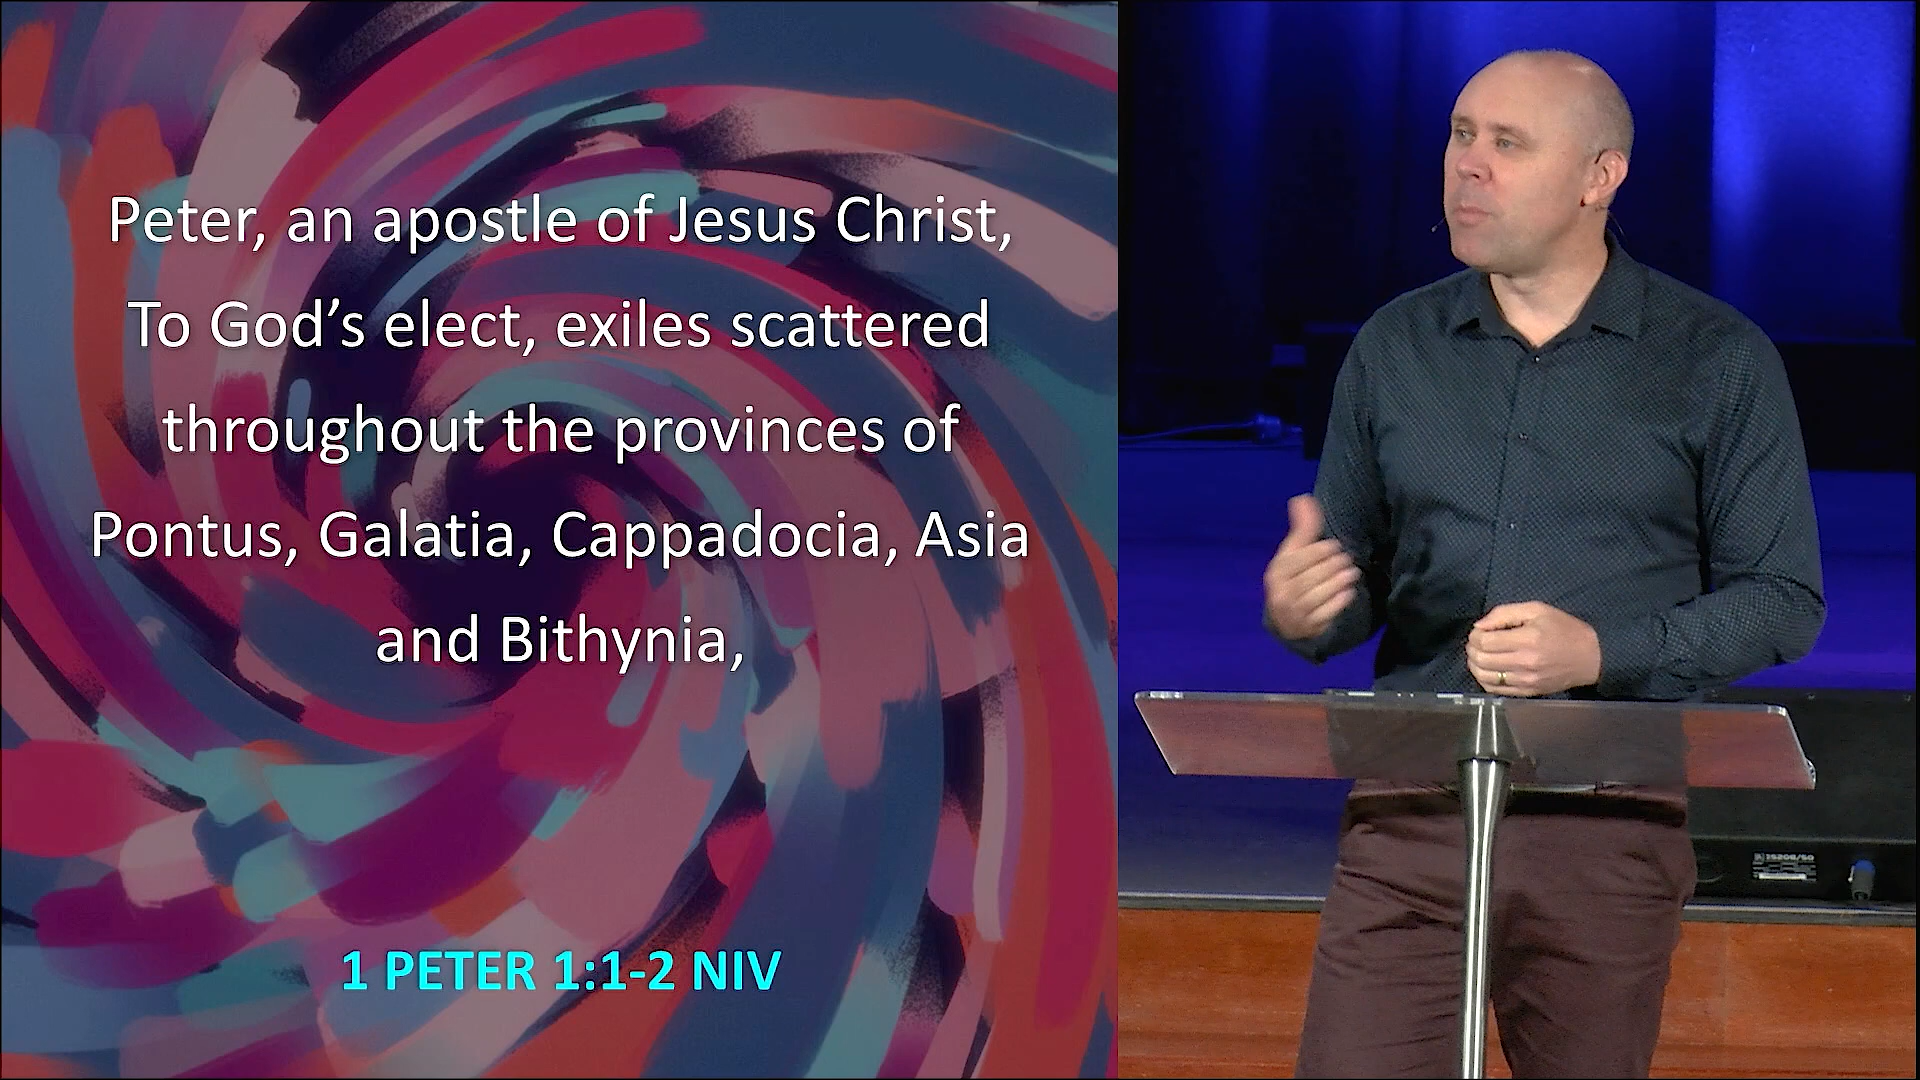 Peter, an apostle of Jesus Christ,
To God’s elect, exiles scattered
throughout the provinces of
Pontus, Galatia, Cappadocia, Asia
and Bithynia,
1 PETER 1:1-2 NIV